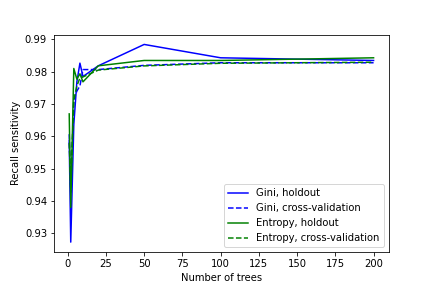 0.99
0.98
0.97
0.96
0.95
0.94
0.93
Recall sensitivity
Gini, holdout
Gini, cross-validation
Entropy, holdout
Entropy, cross-validation
0 25 50 75 100 125 150 175 200
Number of trees